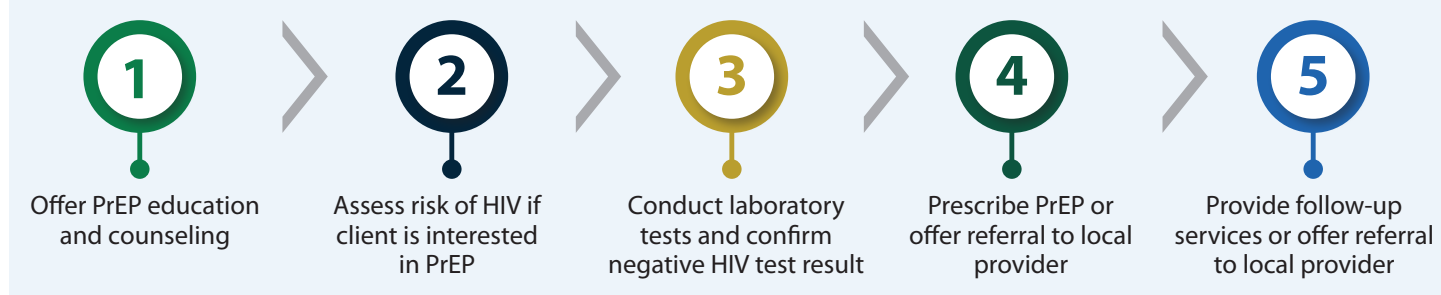 1
Offer PrEP education
and counseling
2
Assess risk of HIV if
client is interested
in PrEP
3
Conduct laboratory
tests and confirm
negative HIV test result
4
Prescribe PrEP or
offer referral to local
provider
5
Provide follow-up
services or offer referral
to local provider